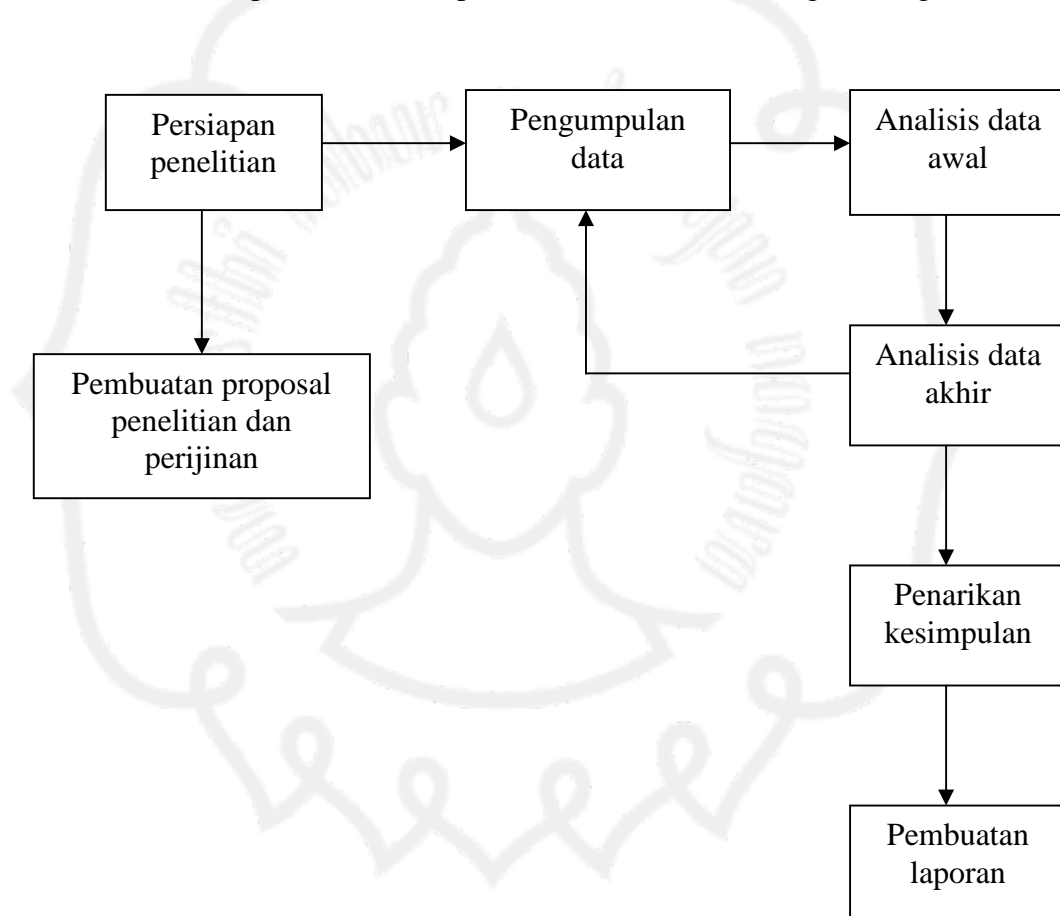 Persiapan
penelitian
Pengumpulan
data
Analisis data
awal
Pembuatan proposal
penelitian dan
perijinan
Analisis data
akhir
Penarikan
kesimpulan
Pembuatan
laporan